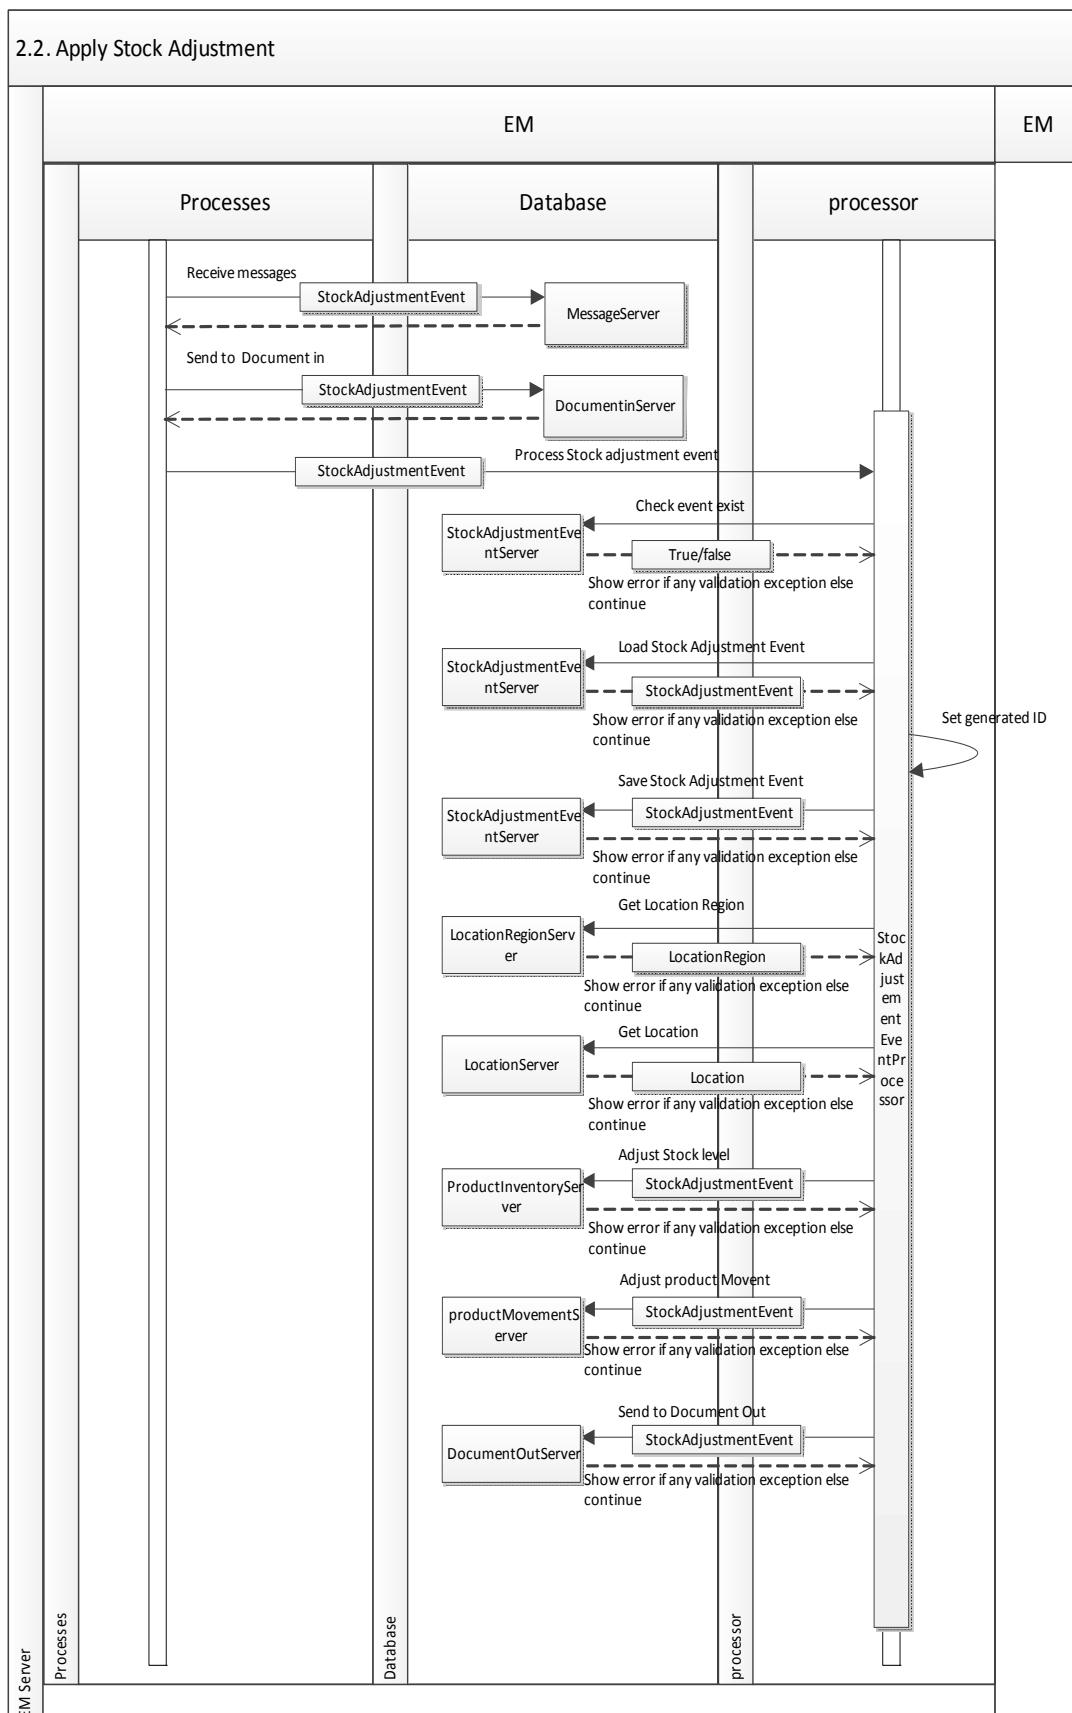 2.2. Apply Stock Adjustment
EM
EM
Processes
Database
processor
Receive messages
StockAdjustmentEvent
MessageServer
Send to Document in
StockAdjustmentEvent
DocumentinServer
Process Stock adjustment event
StockAdjustmentEvent
Check event exist
StockAdjustmentEve
ntServer
True/false
Show error if any validation exception else
continue
Load Stock Adjustment Event
StockAdjustmentEve
ntServer
StockAdjustmentEvent
Show error if any validation exception else
continue
Set generated ID
Save Stock Adjustment Event
StockAdjustmentEve
ntServer
StockAdjustmentEvent
Show error if any validation exception else
continue
Get Location Region
LocationRegionServ
er
LocationRegion
Show error if any validation exception else
continue
Stoc
kAd
just
em
ent
Eve
ntPr
oce
ssor
Get Location
LocationServer
Location
Show error if any validation exception else
continue
Adjust Stock level
ProductInventorySer
ver
StockAdjustmentEvent
Show error if any validation exception else
continue
Adjust product Movent
productMovementS
erver
StockAdjustmentEvent
Show error if any validation exception else
continue
Send to Document Out
DocumentOutServer
StockAdjustmentEvent
Show error if any validation exception else
continue
EM Server
Processes
Database
processor